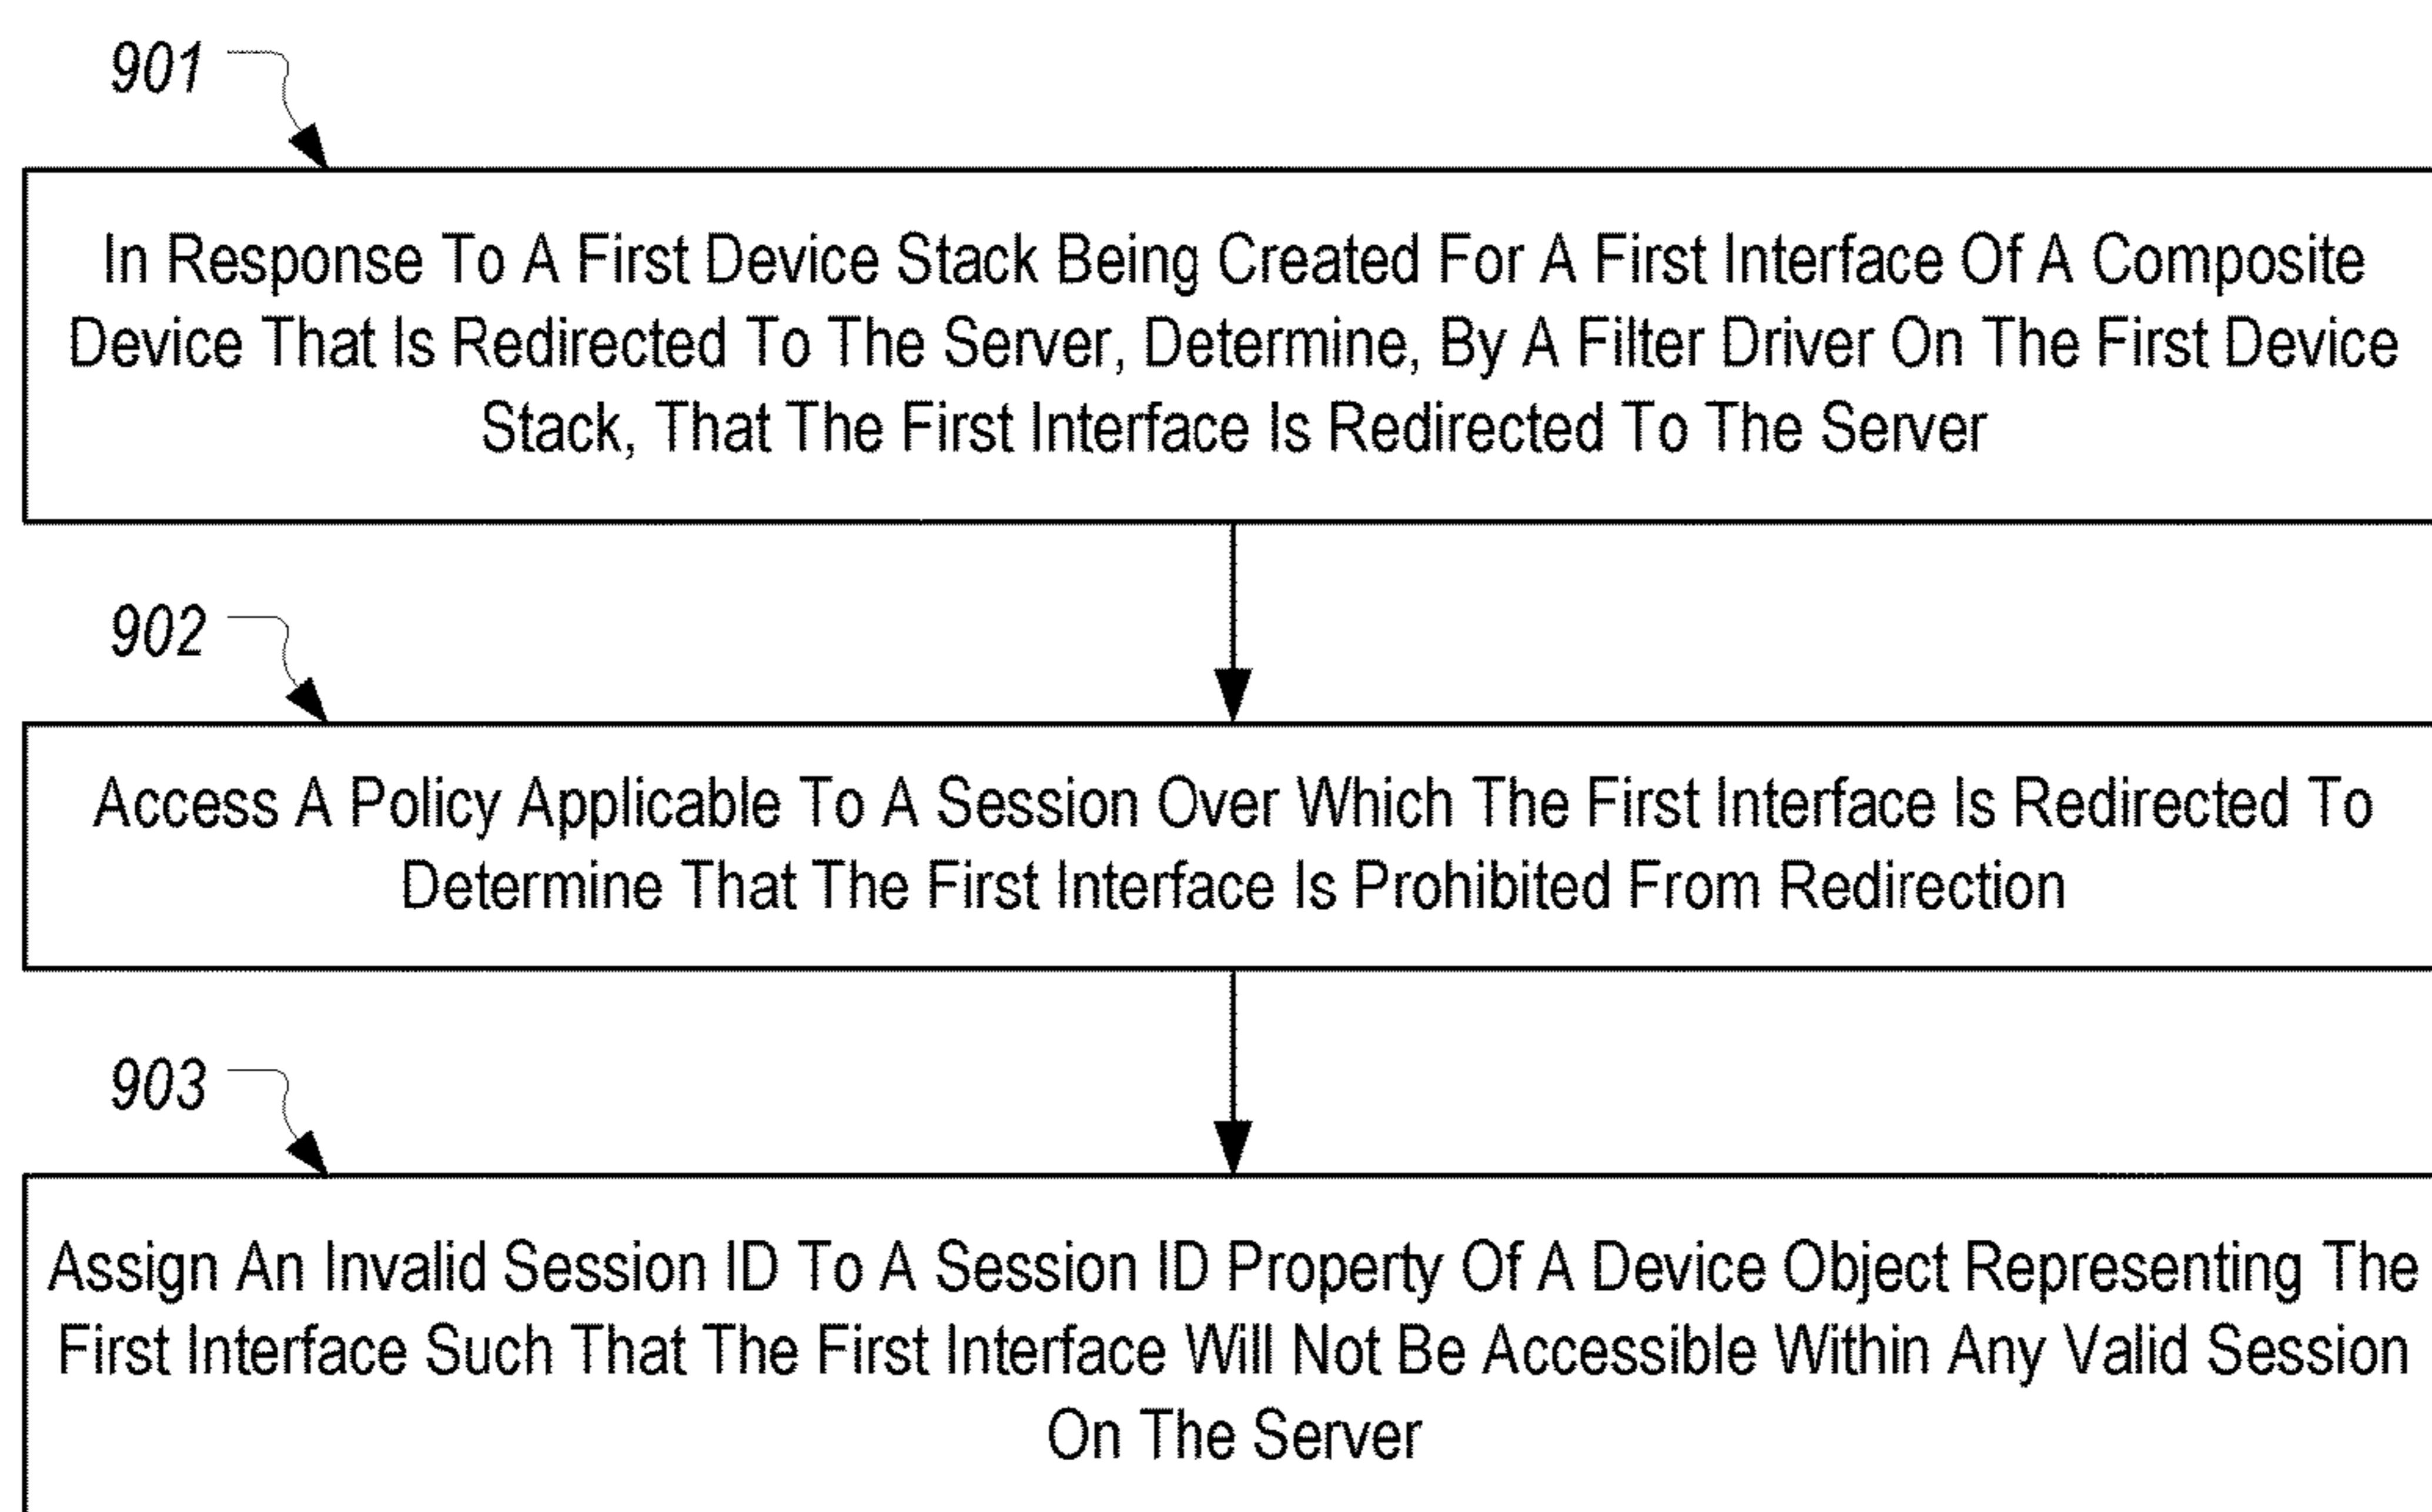 901
In Response To A First Device Stack Being Created For A First Interface Of A Composite
Device That Is Redirected To The Server, Determine, By A Filter Driver On The First Device
Stack, That The First Interface Is Redirected To The Server
902
Access A Policy Applicable To A Session Over Which The First Interface Is Redirected To
Determine That The First Interface Is Prohibited From Redirection
903
Assign An Invalid Session ID To A Session ID Property Of A Device Object Representing The
First Interface Such That The First Interface Will Not Be Accessible Within Any Valid Session
On The Server